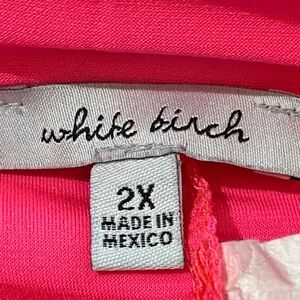 white birch
2X
MADE IN
MEXICO